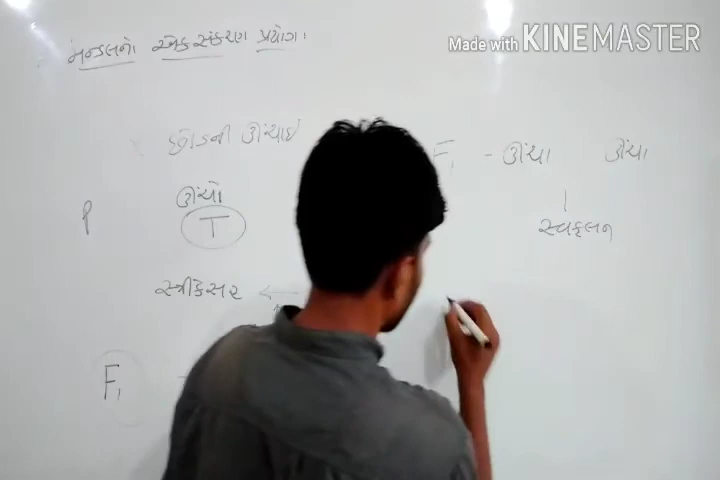 Made with KINEMASTER
મેન્ડલનો એકસંકરણ પ્રયોગ।
છોડની ઊંચાઈ
F₁ - ઊંચા ઊંચા
ઊંચો
P T
સ્વફલન
સ્ત્રીકેસર ←
F₁